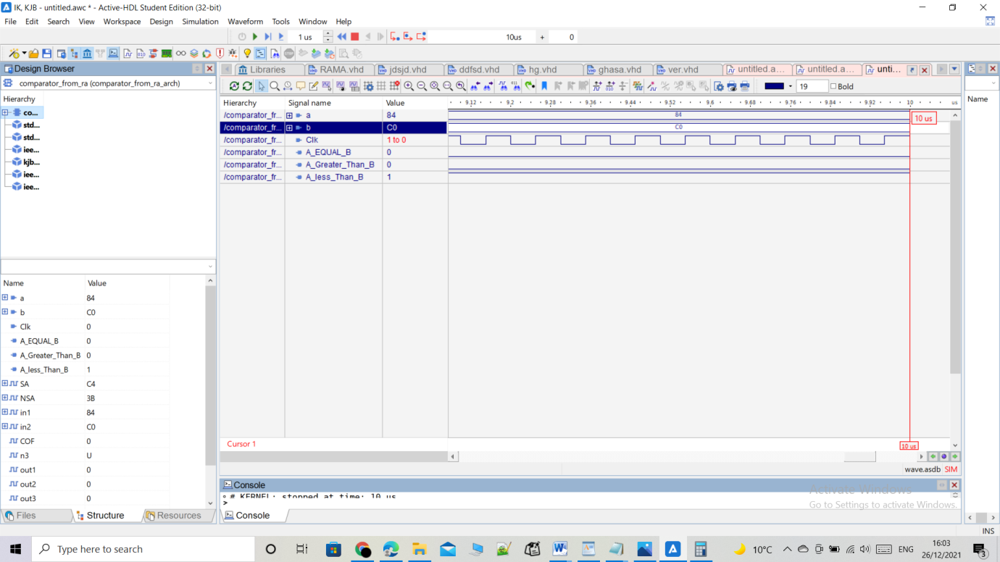 IK, KJB - untitled.awc * - Active-HDL Student Edition (32-bit)
File Edit Search View Workspace Design Simulation Waveform Tools Window Help
1 us 10us + 0
Design Browser
Libraries RAMA.vhd jdsjd.vhd ddfsd.vhd hg.vhd ghasa.vhd ver.vhd untitled.a... untitled.a... unti...
comparator_from_ra (comparator_from_ra_arch)
19 Bold
Hierarchy
co...
std...
std...
iee...
kjb...
iee...
iee...
Hierarchy Signal name Value 9.12 9.2 9.28 9.36 9.44 9.52 9.6 9.68 9.76 9.84 9.92 10 us
/comparator_fr... a 84 84
10 us
/comparator_fr... b C0 C0
/comparator_fr... Clk 1 to 0
/comparator_fr... A_EQUAL_B 0
/comparator_fr... A_Greater_Than_B 0
/comparator_fr... A_less_Than_B 1
Name
Name Value
a 84
b C0
Clk 0
A_EQUAL_B 0
A_Greater_Than_B 0
A_less_Than_B 1
SA C4
NSA 3B
in1 84
in2 C0
COF 0
n3 U
out1 0
out2 0
out3 0
Cursor 1 10 us
wave.asdb SIM
Console
# KERNEL: stopped at time: 10 us
>
Activate Windows
Go to Settings to activate Windows.
Files Structure Resources
Console
INS
Type here to search
10°C ENG 16:03
26/12/2021
3